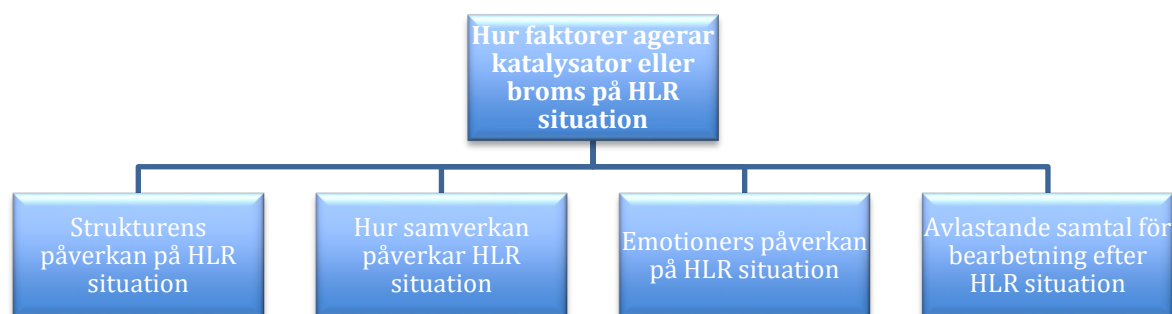 Hur faktorer agerar
katalysator eller
broms på HLR
situation
Strukturens
påverkan på HLR
situation
Hur samverkan
påverkar HLR
situation
Emotioners påverkan
på HLR situation
Avlastande samtal för
bearbetning efter
HLR situation